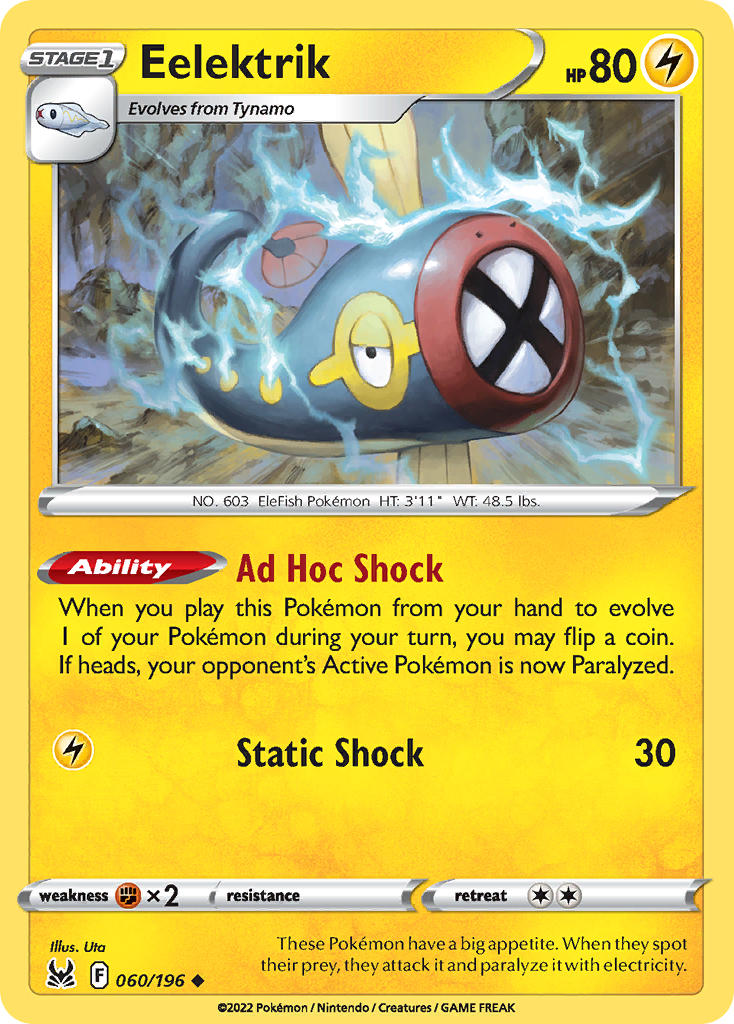 STAGE1
Eelektrik
HP80
Evolves from Tynamo
NO. 603 EleFish Pokémon HT: 3'11" WT: 48.5 lbs.
Ability Ad Hoc Shock
When you play this Pokémon from your hand to evolve
1 of your Pokémon during your turn, you may flip a coin.
If heads, your opponent's Active Pokémon is now Paralyzed.
Static Shock 30
weakness ×2 resistance retreat
Illus. Uta
These Pokémon have a big appetite. When they spot
their prey, they attack it and paralyze it with electricity.
F 060/196
©2022 Pokémon / Nintendo / Creatures / GAME FREAK